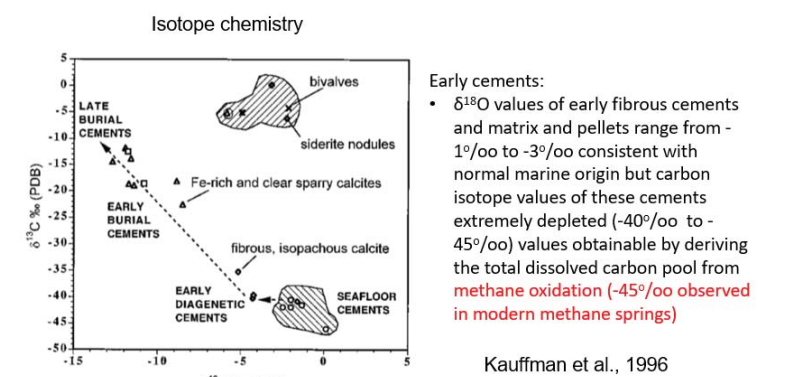 Isotope chemistry
5
0
-5
-10
-15
-20
-25
-30
-35
-40
-45
-50
δ13C ‰ (PDB)
-15
-10
-5
0
5
bivalves
LATE
BURIAL
CEMENTS
siderite nodules
Fe-rich and clear sparry calcites
EARLY
BURIAL
CEMENTS
fibrous, isopachous calcite
EARLY
DIAGENETIC
CEMENTS
SEAFLOOR
CEMENTS
Early cements:
• δ18O values of early fibrous cements
and matrix and pellets range from -
1º/oo to -3º/oo consistent with
normal marine origin but carbon
isotope values of these cements
extremely depleted (-40º/oo to -
45º/oo) values obtainable by deriving
the total dissolved carbon pool from
methane oxidation (-45º/oo observed
in modern methane springs)
Kauffman et al., 1996